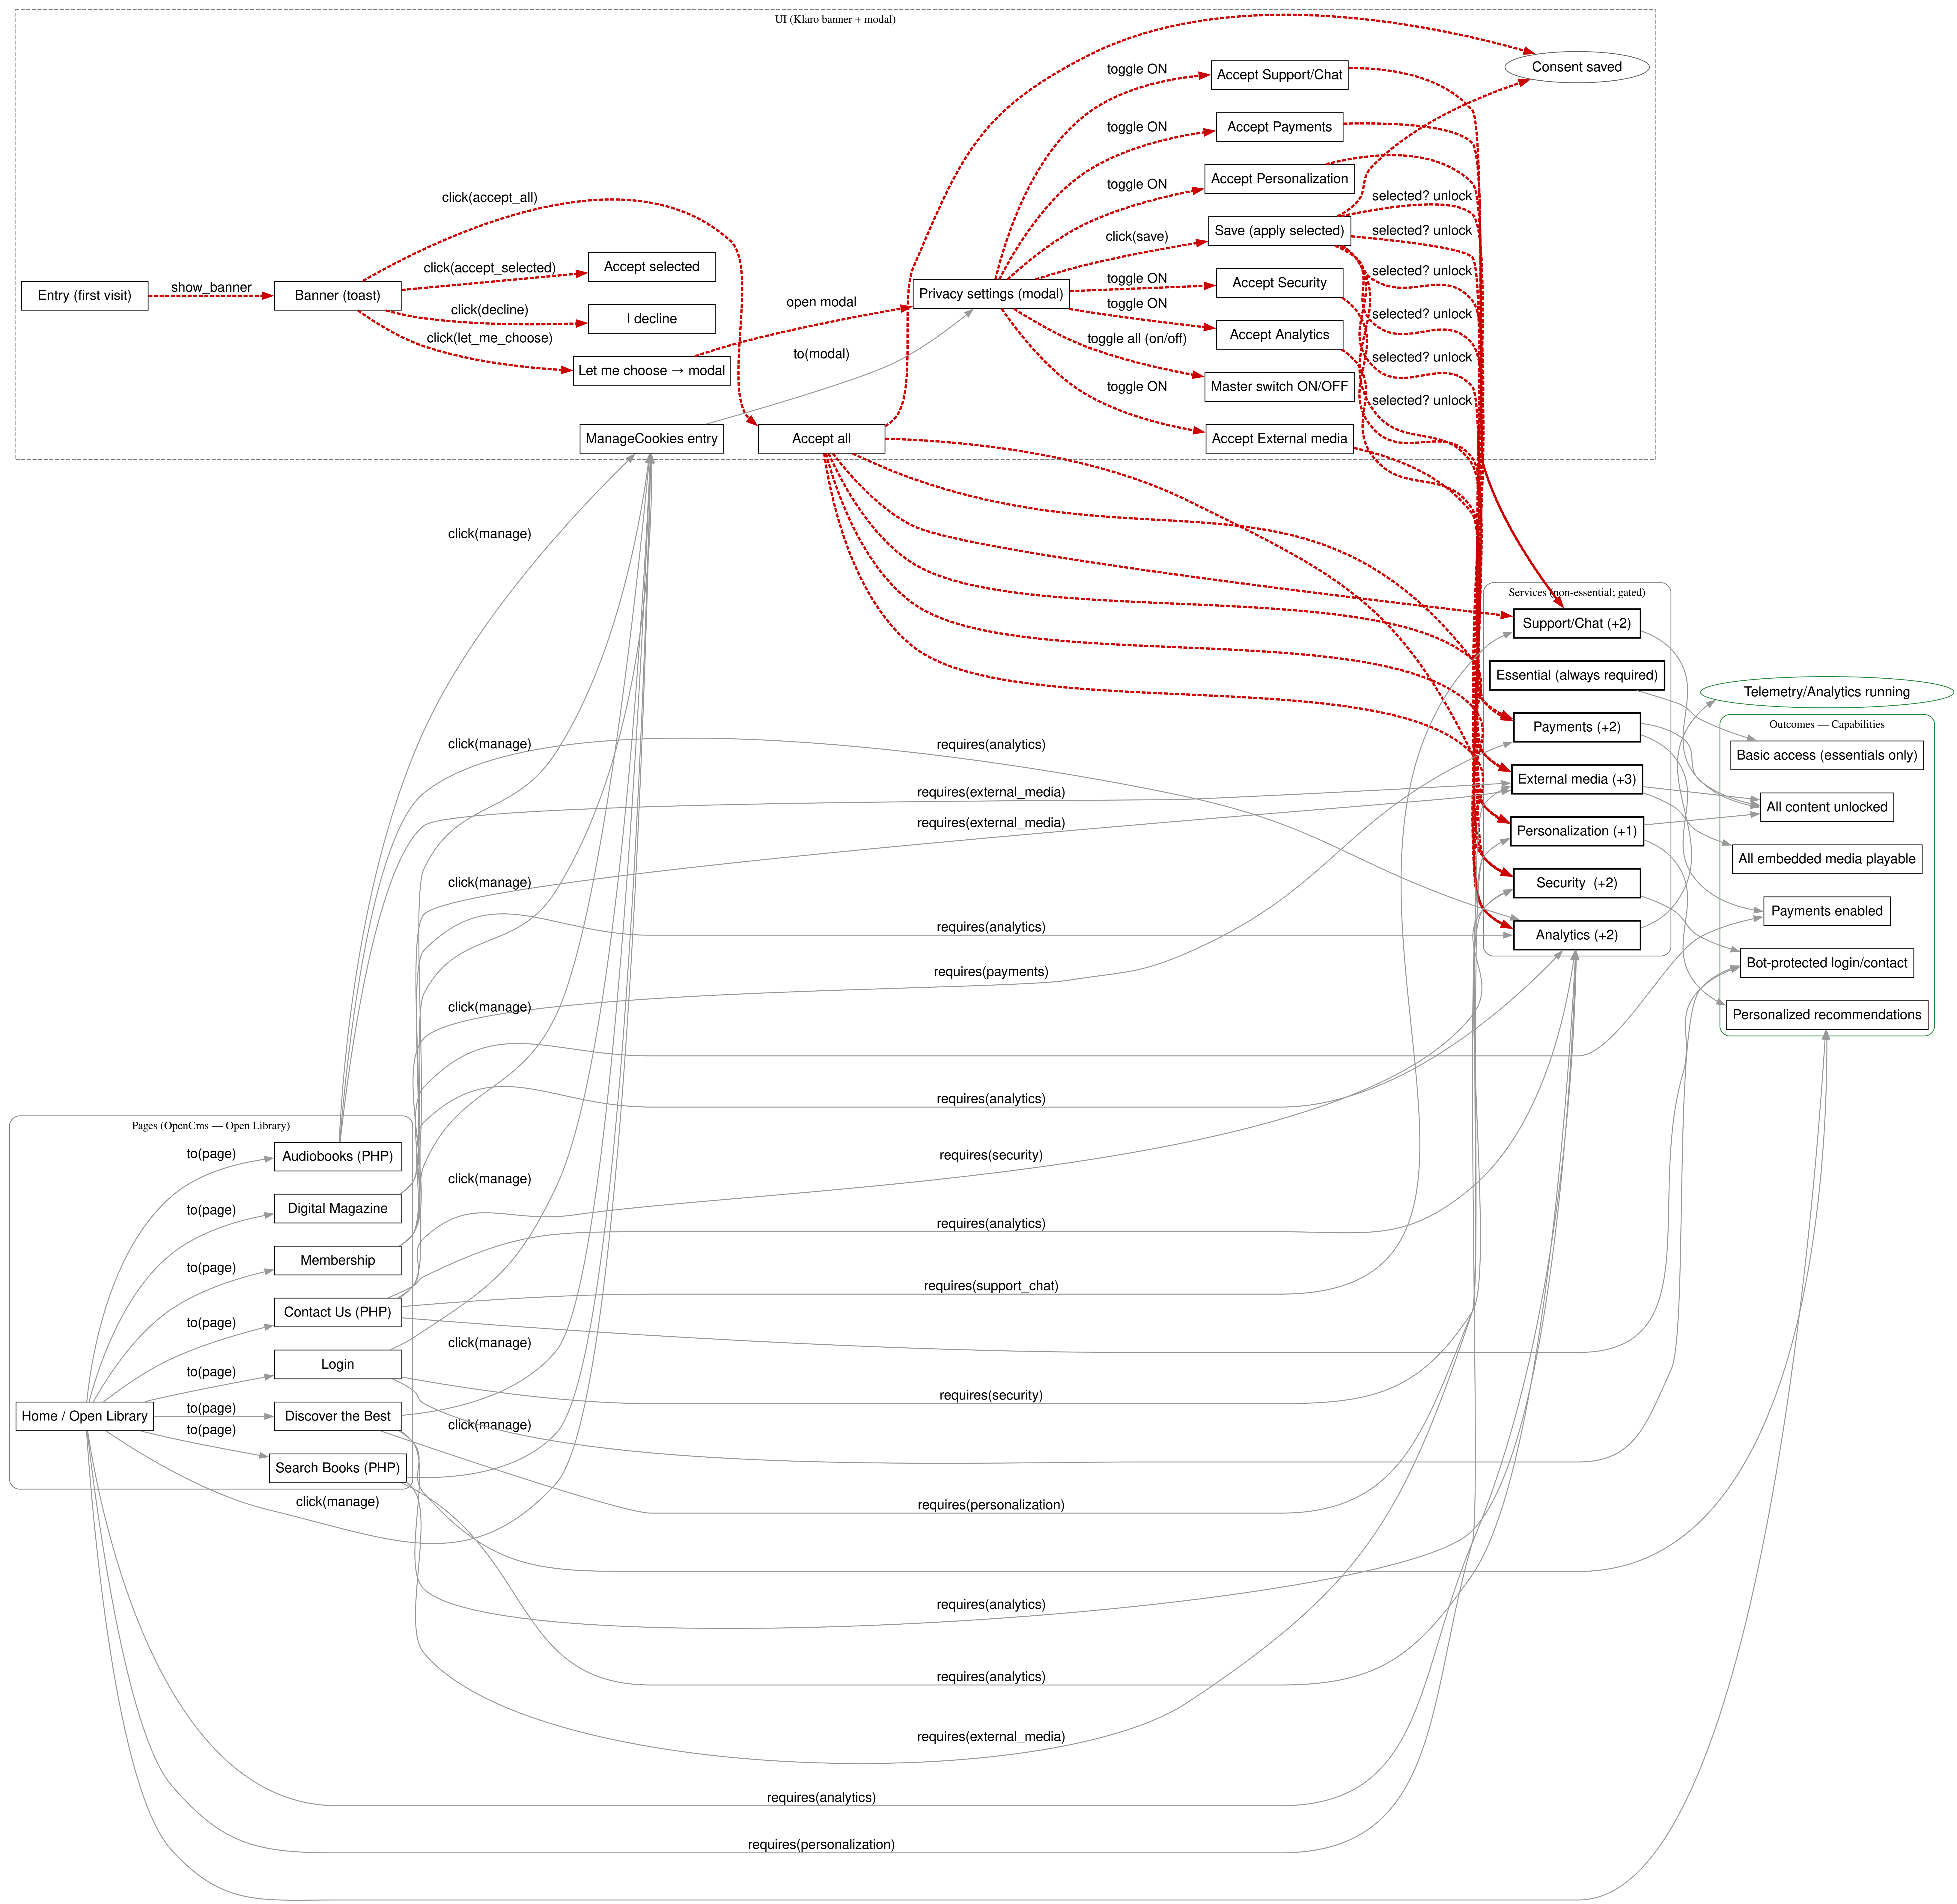 UI (Klaro banner + modal)
Consent saved
toggle ON
Accept Support/Chat
toggle ON
Accept Payments
toggle ON
Accept Personalization
click(accept_all)
selected? unlock
click(save)
Save (apply selected)
selected? unlock
click(accept_selected)
Accept selected
selected? unlock
toggle ON
Accept Security
Entry (first visit)
show_banner
Banner (toast)
Privacy settings (modal)
open modal
toggle ON
click(decline)
I decline
selected? unlock
Accept Analytics
click(let_me_choose)
toggle all (on/off)
to(modal)
selected? unlock
Let me choose → modal
toggle ON
Master switch ON/OFF
selected? unlock
ManageCookies entry
Accept all
Accept External media
click(manage)
Services (non-essential; gated)
Support/Chat (+2)
Essential (always required)
Telemetry/Analytics running
Outcomes — Capabilities
Payments (+2)
click(manage)
requires(analytics)
Basic access (essentials only)
External media (+3)
requires(external_media)
All content unlocked
requires(external_media)
Personalization (+1)
All embedded media playable
click(manage)
Security  (+2)
Payments enabled
requires(analytics)
Analytics (+2)
Bot-protected login/contact
requires(payments)
click(manage)
Personalized recommendations
requires(analytics)
Pages (OpenCms — Open Library)
to(page)
Audiobooks (PHP)
requires(security)
click(manage)
to(page)
Digital Magazine
requires(analytics)
to(page)
Membership
requires(support_chat)
to(page)
Contact Us (PHP)
click(manage)
to(page)
Login
requires(security)
Home / Open Library
to(page)
Discover the Best
to(page)
click(manage)
Search Books (PHP)
click(manage)
requires(personalization)
requires(analytics)
requires(analytics)
requires(external_media)
requires(analytics)
requires(personalization)